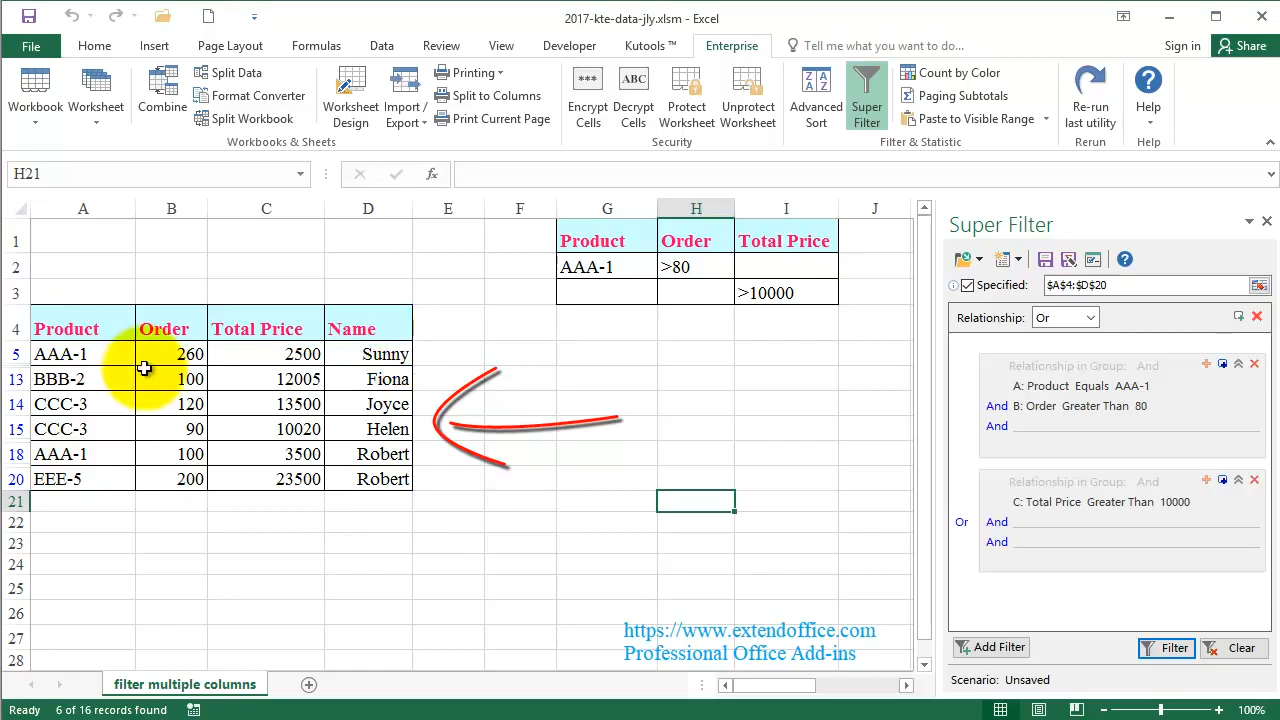 2017-kte-data-jly.xlsm - Excel
File Home Insert Page Layout Formulas Data Review View Developer Kutools ™ Enterprise Tell me what you want to do... Sign in Share
Workbook
Worksheet
Combine
Split Data
Format Converter
Split Workbook
Workbooks & Sheets
Worksheet Design
Import / Export
Printing
Split to Columns
Print Current Page
*** Encrypt Cells
ABC Decrypt Cells
Protect Worksheet
Unprotect Worksheet
Security
Z A A Z Advanced Sort
Super Filter
Count by Color
Paging Subtotals
Paste to Visible Range
Filter & Statistic
Re-run last utility
Rerun
? Help
Help
H21 fx
A B C D E F G H I J
1 Product Order Total Price
2 AAA-1 >80
3 >10000
4 Product Order Total Price Name
5 AAA-1 260 2500 Sunny
13 BBB-2 100 12005 Fiona
14 CCC-3 120 13500 Joyce
15 CCC-3 90 10020 Helen
18 AAA-1 100 3500 Robert
20 EEE-5 200 23500 Robert
21
22
23
24
25
26
27
28
https://www.extendoffice.com
Professional Office Add-ins
Super Filter
Specified: $A$4:$D$20
Relationship: Or
Relationship in Group: And
A: Product Equals AAA-1
And B: Order Greater Than 80
And
Relationship in Group: And
C: Total Price Greater Than 10000
Or And
And
Add Filter Filter Clear
Scenario: Unsaved
filter multiple columns
Ready 6 of 16 records found 100%